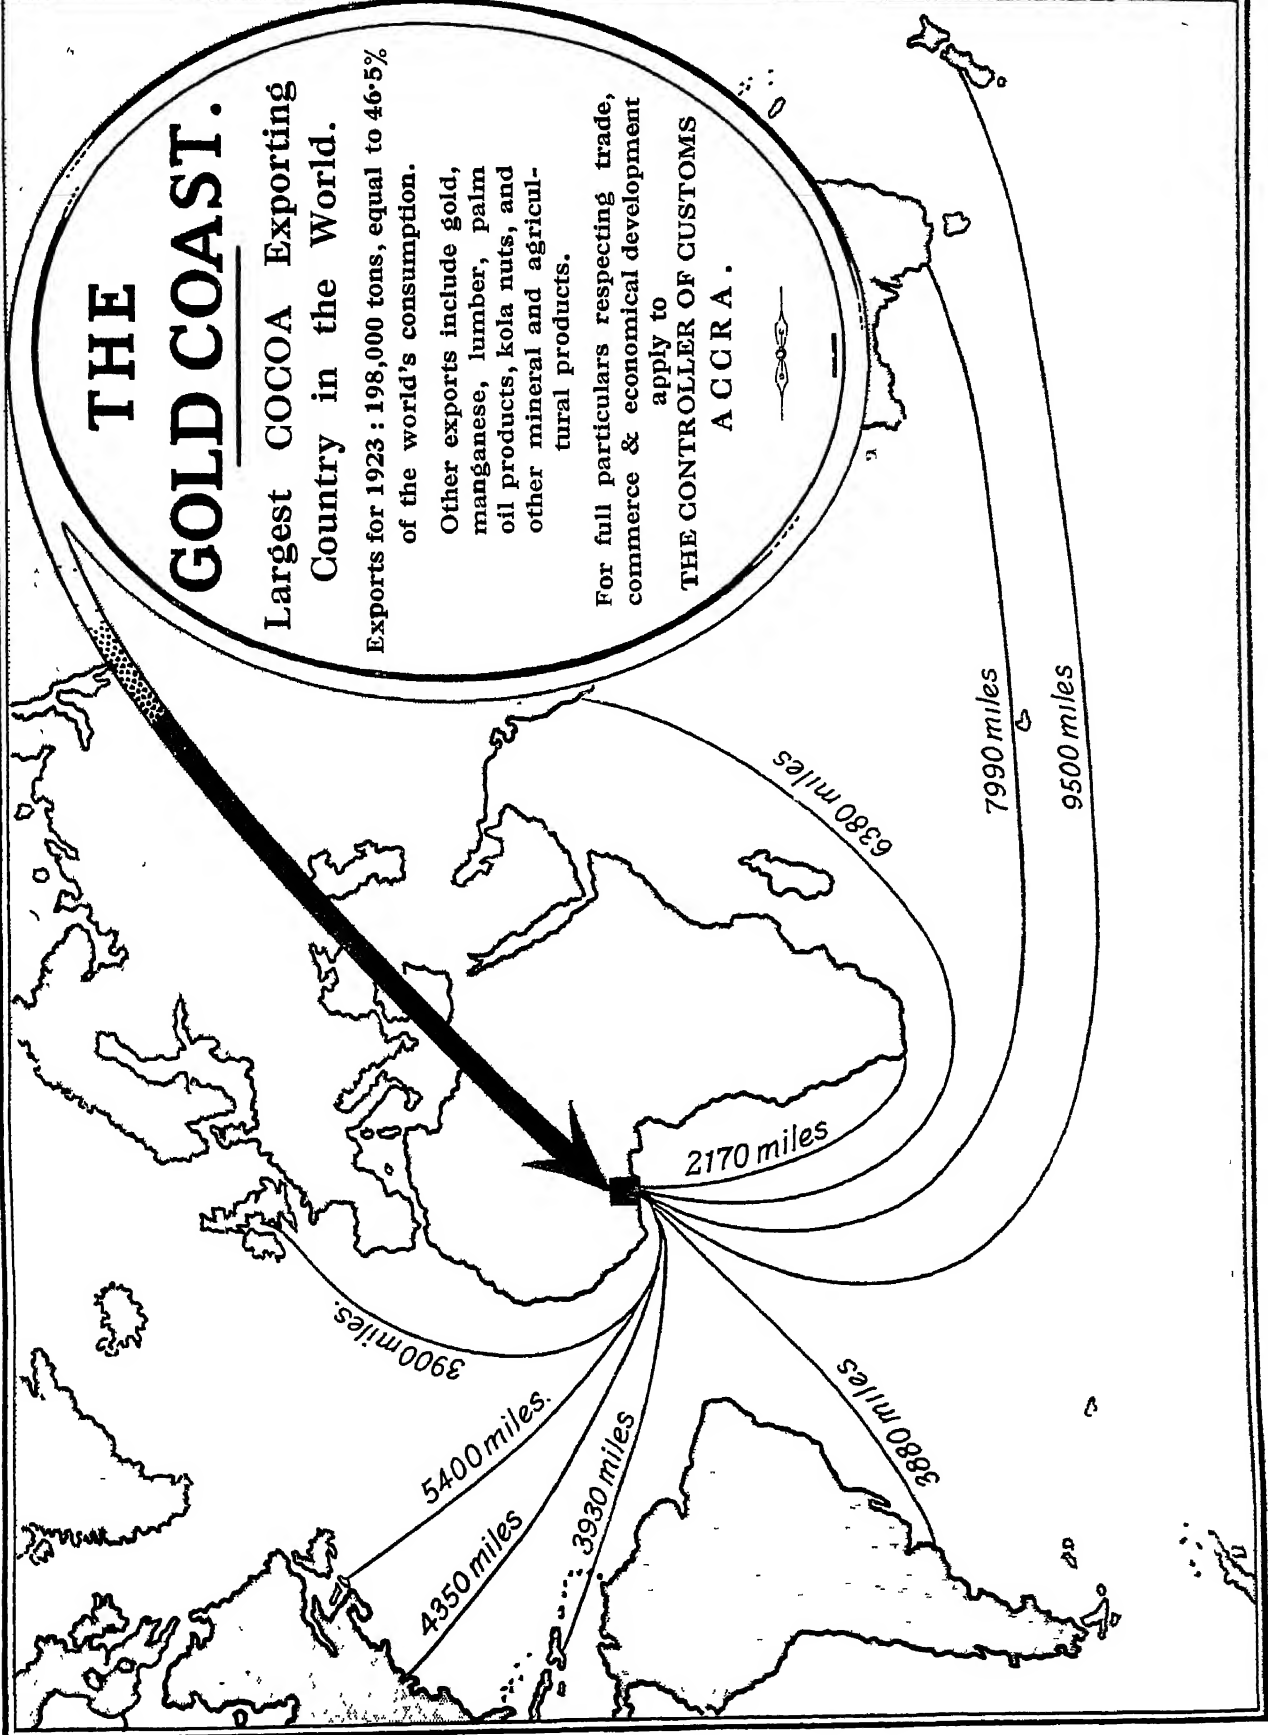 THE
GOLD COAST.
Largest COCOA Exporting
Country in the World.
Exports for 1923 : 198,000 tons, equal to 46·5%
of the world's consumption.
Other exports include gold,
manganese, lumber, palm
oil products, kola nuts, and
other mineral and agricul-
tural products.
For full particulars respecting trade,
commerce & economical development
apply to
THE CONTROLLER OF CUSTOMS
ACCRA.
3900 miles.
5400 miles.
4350 miles
3930 miles
3880 miles
2170 miles
6380 miles
7990 miles
9500 miles